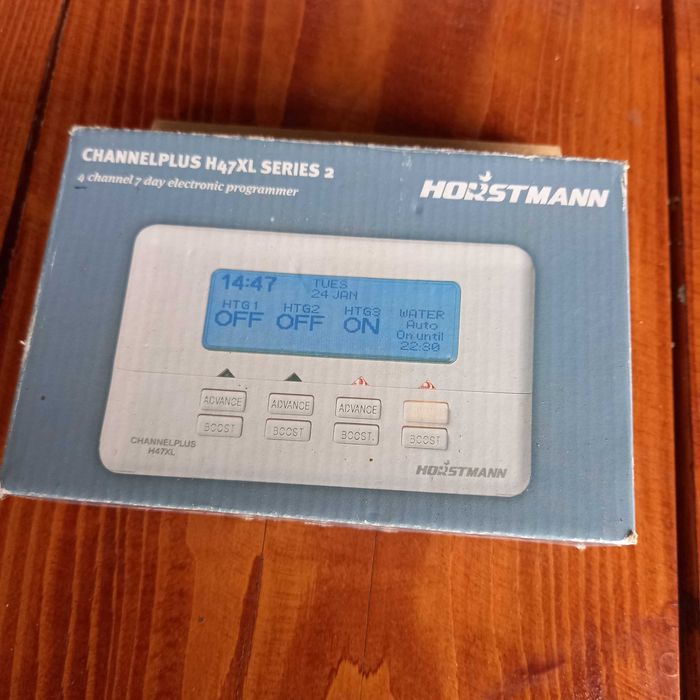 CHANNELPLUS H47XL SERIES 2
4 channel 7 day electronic programmer
HORSTMANN
14:47 TUES
24 JAN
HTG1 HTG2 HTG3 WATER
OFF OFF ON Auto
On until
22:30
ADVANCE ADVANCE ADVANCE
BOOST BOOST BOOST BOOST
CHANNELPLUS
H47XL
HORSTMANN